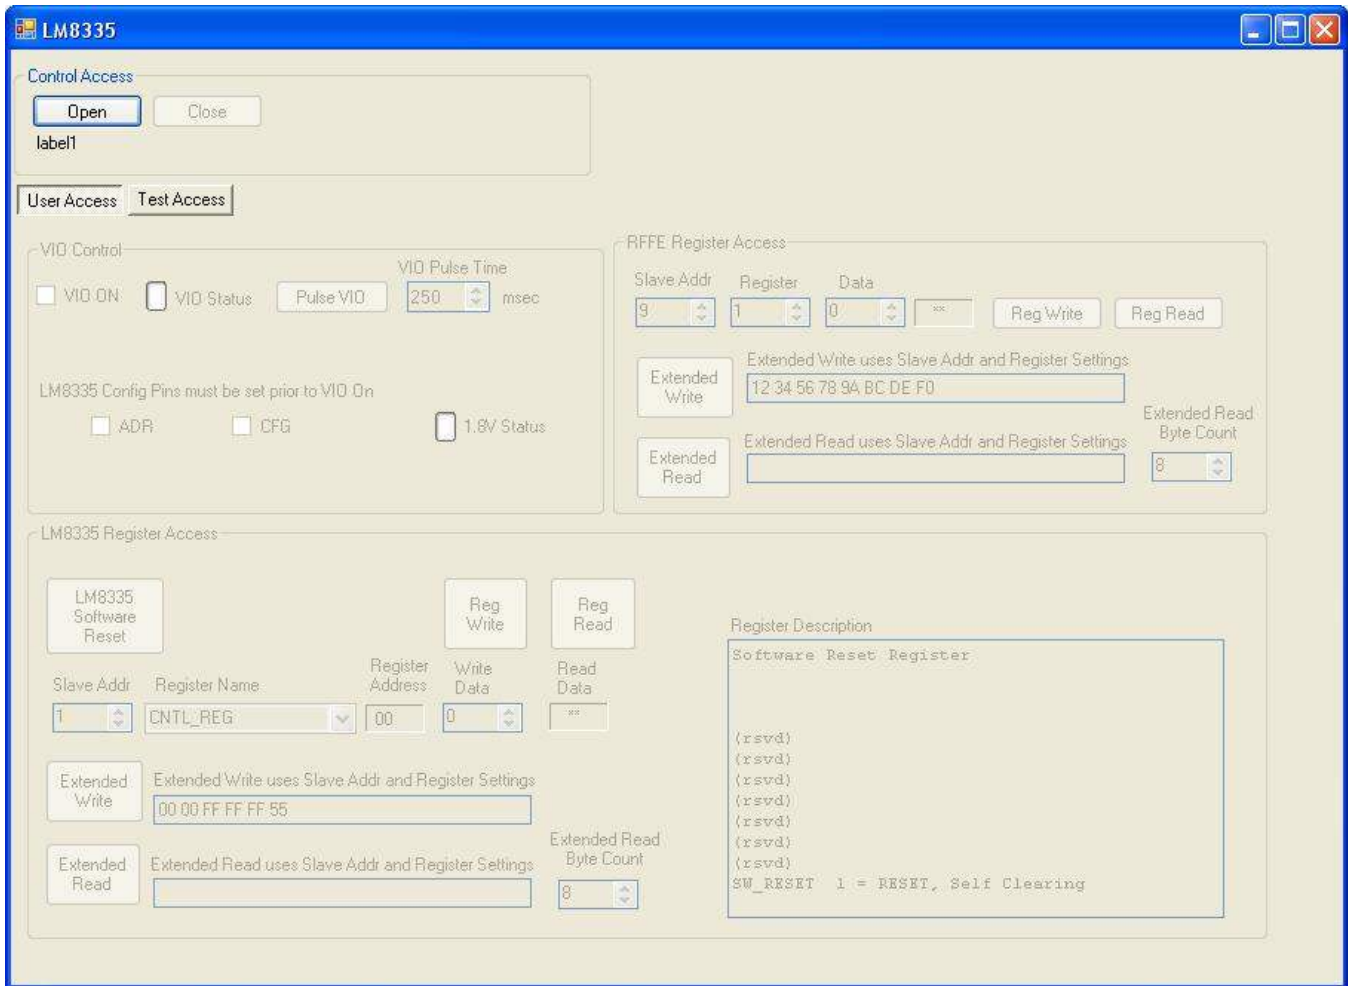 LM8335
Control Access
Open Close
label1
User Access Test Access
VIO Control
VIO Pulse Time
VIO ON VIO Status Pulse VIO 250 msec
LM8335 Config Pins must be set prior to VIO On
ADR CFG 1.8V Status
RFFE Register Access
Slave Addr Register Data
9 1 0 ** Reg Write Reg Read
Extended Write uses Slave Addr and Register Settings
Extended
Write
12 34 56 78 9A BC DE F0
Extended Read uses Slave Addr and Register Settings
Extended
Read
Extended Read
Byte Count
8
LM8335 Register Access
LM8335
Software
Reset
Reg
Write
Reg
Read
Slave Addr
Register Name
Register
Address
Write
Data
Read
Data
1 CNTL_REG 00 0 **
Extended
Write
Extended Write uses Slave Addr and Register Settings
00 00 FF FF FF 55
Extended
Read
Extended Read uses Slave Addr and Register Settings
Extended Read
Byte Count
8
Register Description
Software Reset Register
(rsvd)
(rsvd)
(rsvd)
(rsvd)
(rsvd)
(rsvd)
(rsvd)
SW_RESET 1 = RESET, Self Clearing